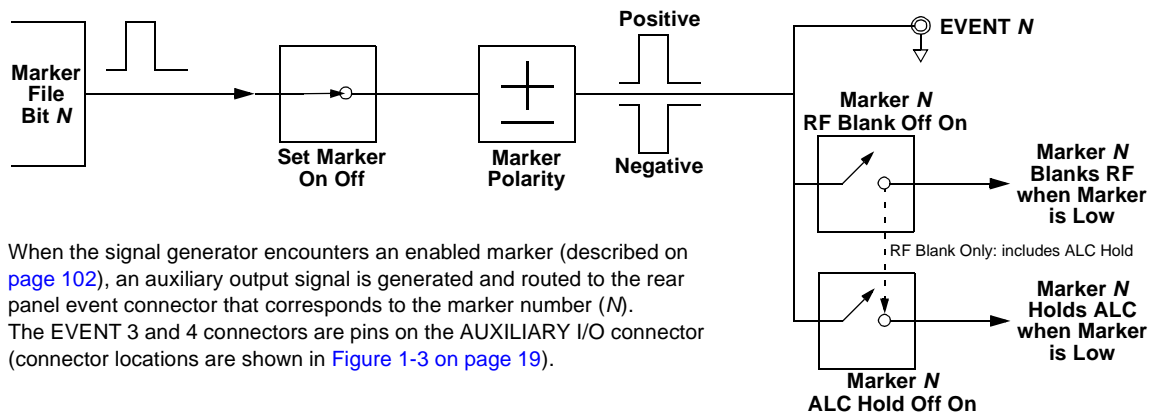 Marker
File
Bit N
Set Marker
On Off
±
Marker
Polarity
Positive
Negative
EVENT N
Marker N
RF Blank Off On
Marker N
Blanks RF
when Marker
is Low
RF Blank Only: includes ALC Hold
Marker N
Holds ALC
when Marker
is Low
Marker N
ALC Hold Off On
When the signal generator encounters an enabled marker (described on
page 102), an auxiliary output signal is generated and routed to the rear
panel event connector that corresponds to the marker number (N).
The EVENT 3 and 4 connectors are pins on the AUXILIARY I/O connector
(connector locations are shown in Figure 1-3 on page 19).